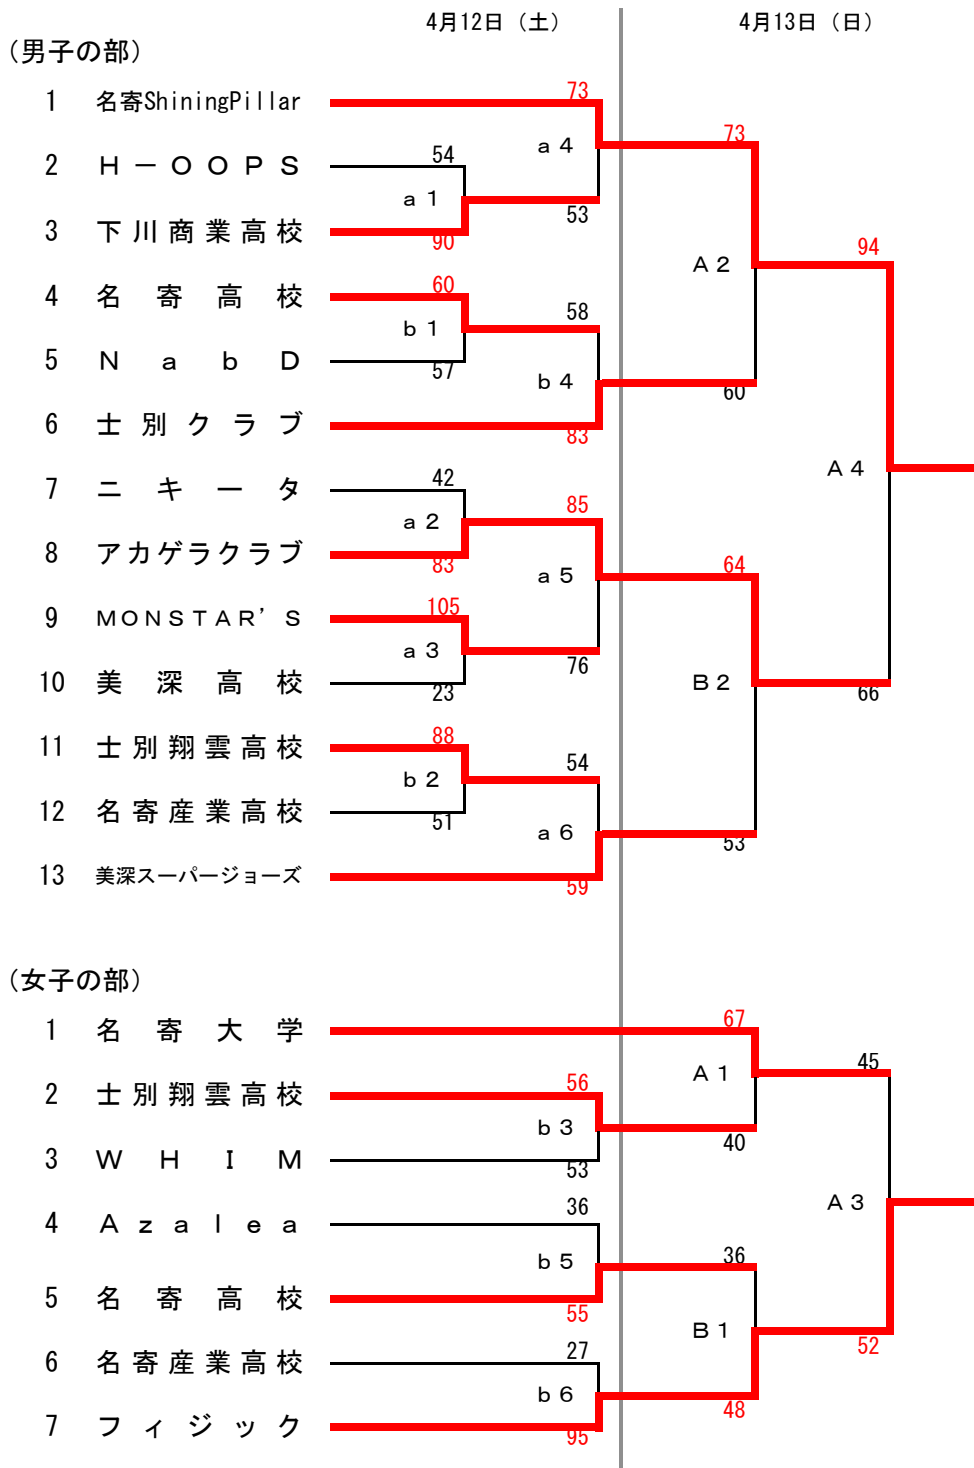 4月12日（土）
4月13日（日）
（男子の部）
1 名寄ShiningPillar
73
a４
73
2 Ｈ－ＯＯＰＳ
54
a１
53
3 下川商業高校
90
A２
94
4 名寄高校
60
58
b１
5 ＮａｂＤ
57
b４
60
6 士別クラブ
83
A４
7 ニキータ
42
85
a２
8 アカゲラクラブ
83
a５
64
9 ＭＯＮＳＴＡＲ’Ｓ
105
a３
76
10 美深高校
23
B２
66
11 士別翔雲高校
88
54
b２
12 名寄産業高校
51
a６
53
13 美深スーパージョーズ
59
（女子の部）
1 名寄大学
67
A１
45
2 士別翔雲高校
56
b３
40
3 ＷＨＩＭ
53
4 Ａｚａｌｅａ
36
A３
b５
36
5 名寄高校
55
B１
52
6 名寄産業高校
27
b６
48
7 フィジック
95